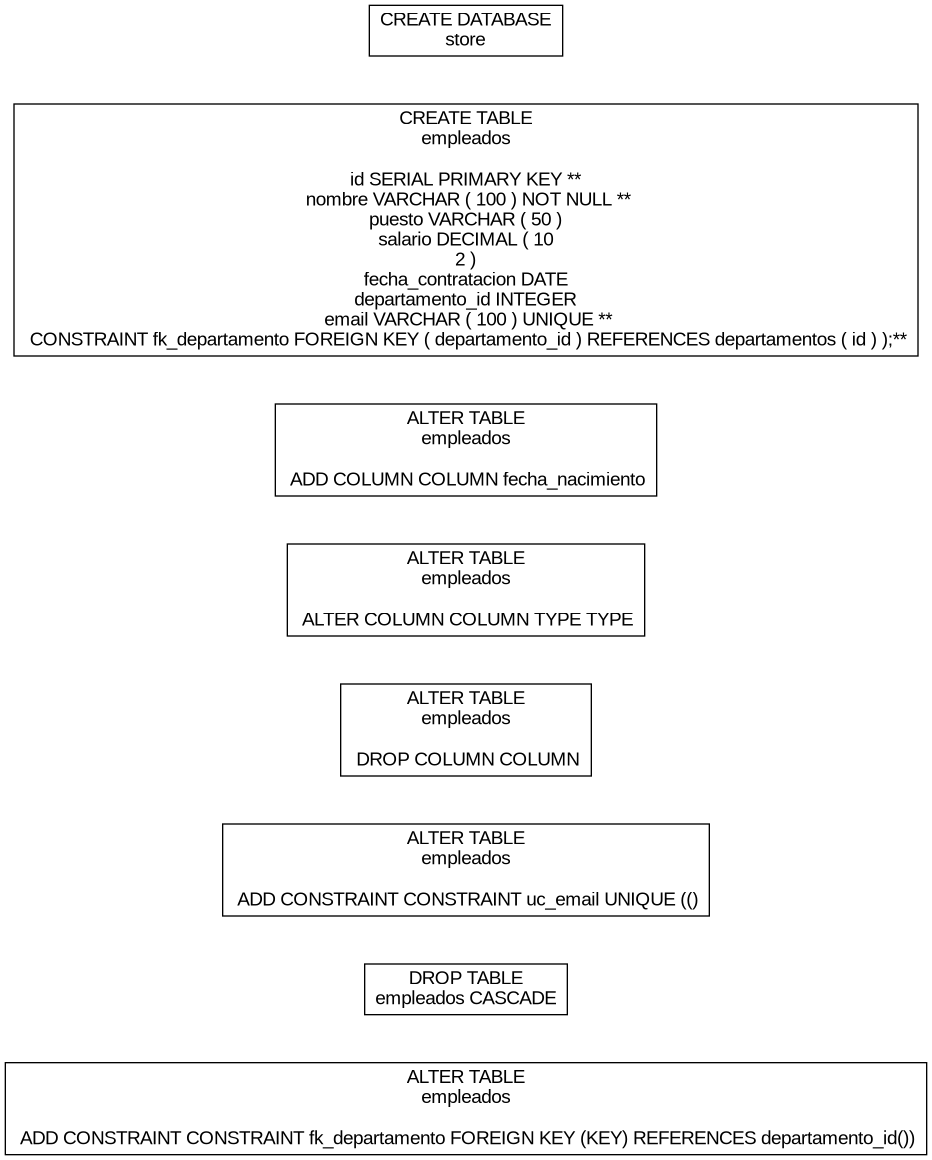 CREATE DATABASE
store
CREATE TABLE
empleados
id SERIAL PRIMARY KEY **
nombre VARCHAR ( 100 ) NOT NULL **
puesto VARCHAR ( 50 )
salario DECIMAL ( 10
2 )
fecha_contratacion DATE
departamento_id INTEGER
email VARCHAR ( 100 ) UNIQUE **
CONSTRAINT fk_departamento FOREIGN KEY ( departamento_id ) REFERENCES departamentos ( id ) );**
ALTER TABLE
empleados
ADD COLUMN COLUMN fecha_nacimiento
ALTER TABLE
empleados
ALTER COLUMN COLUMN TYPE TYPE
ALTER TABLE
empleados
DROP COLUMN COLUMN
ALTER TABLE
empleados
ADD CONSTRAINT CONSTRAINT uc_email UNIQUE (()
DROP TABLE
empleados CASCADE
ALTER TABLE
empleados
ADD CONSTRAINT CONSTRAINT fk_departamento FOREIGN KEY (KEY) REFERENCES departamento_id())